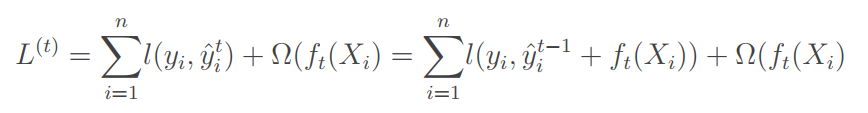 L^{(t)} = \sum_{i=1}^{n} l(y_i, \hat{y}_i^t) + \Omega(f_t(X_i) = \sum_{i=1}^{n} l(y_i, \hat{y}_i^{t-1} + f_t(X_i)) + \Omega(f_t(X_i)